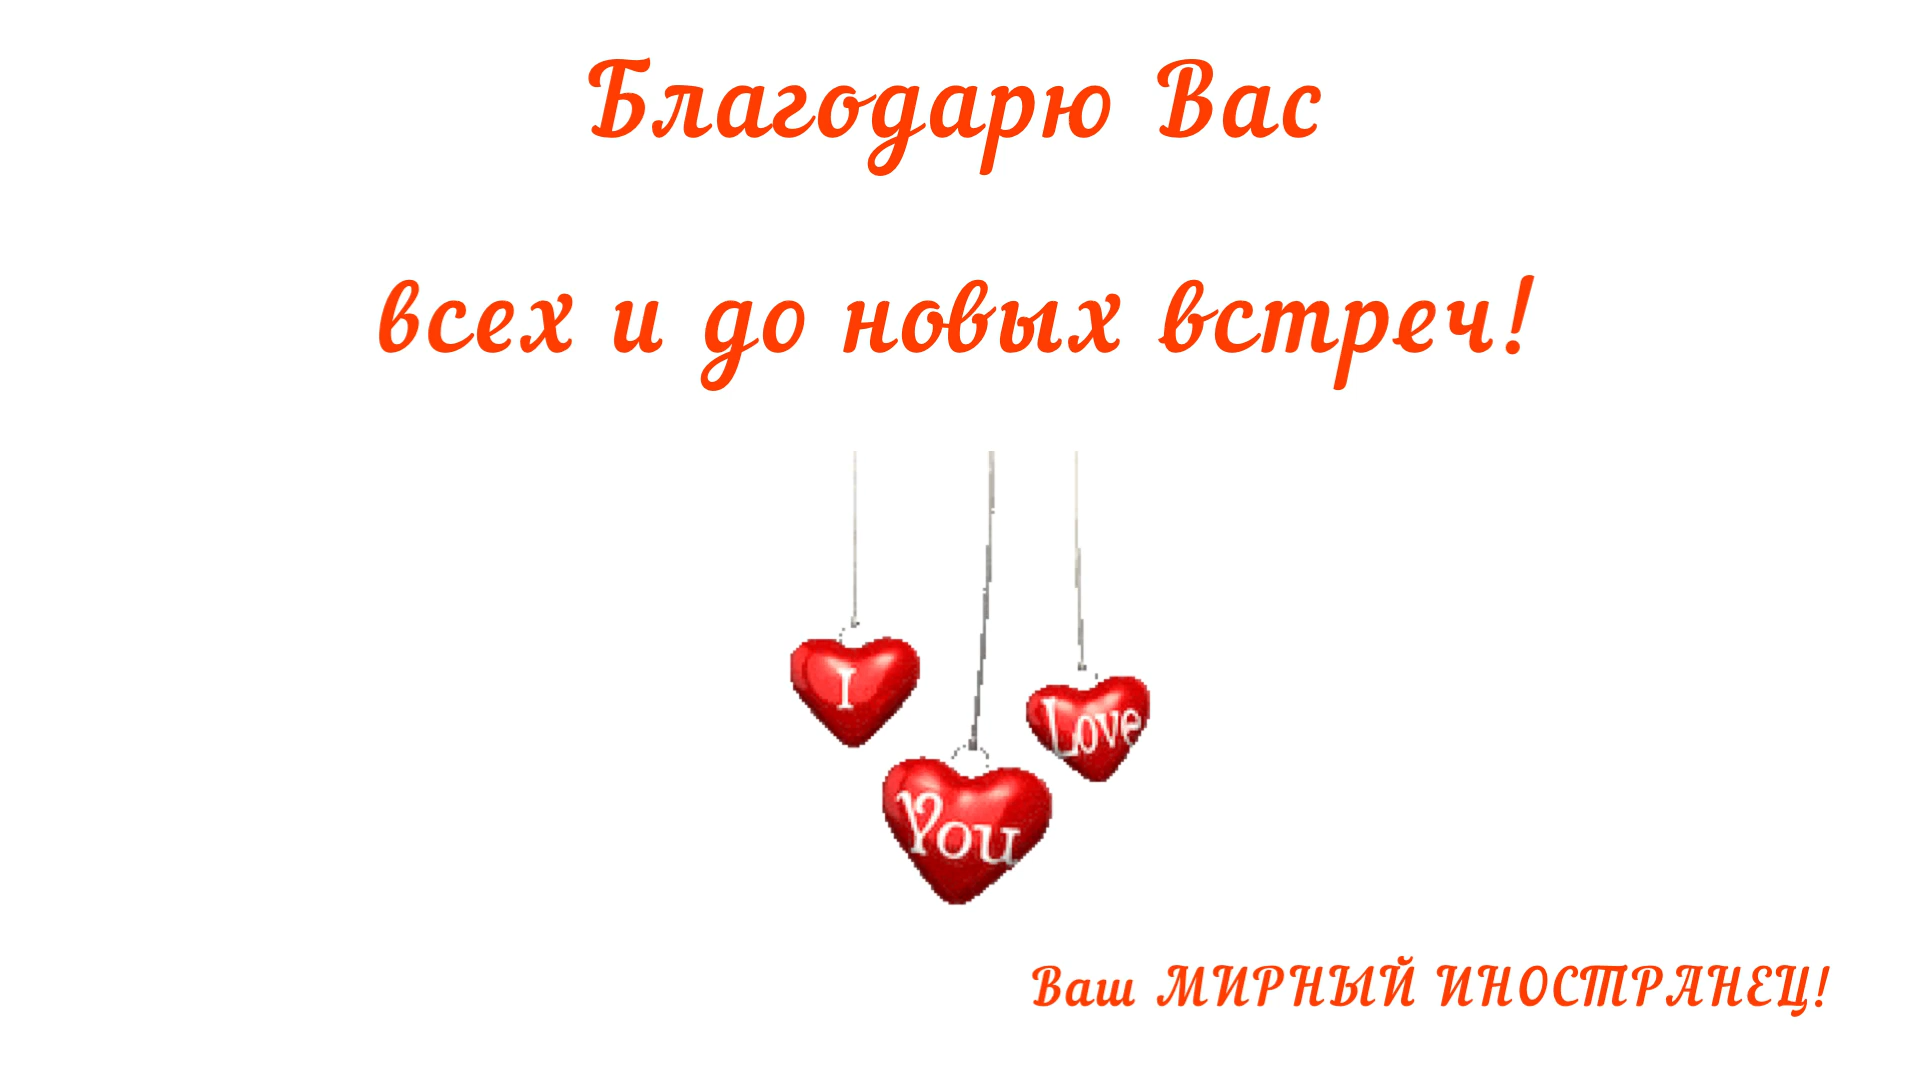 Благодарю Вас
всех и до новых встреч!
I
Love
You
Ваш МИРНЫЙ ИНОСТРАНЕЦ!